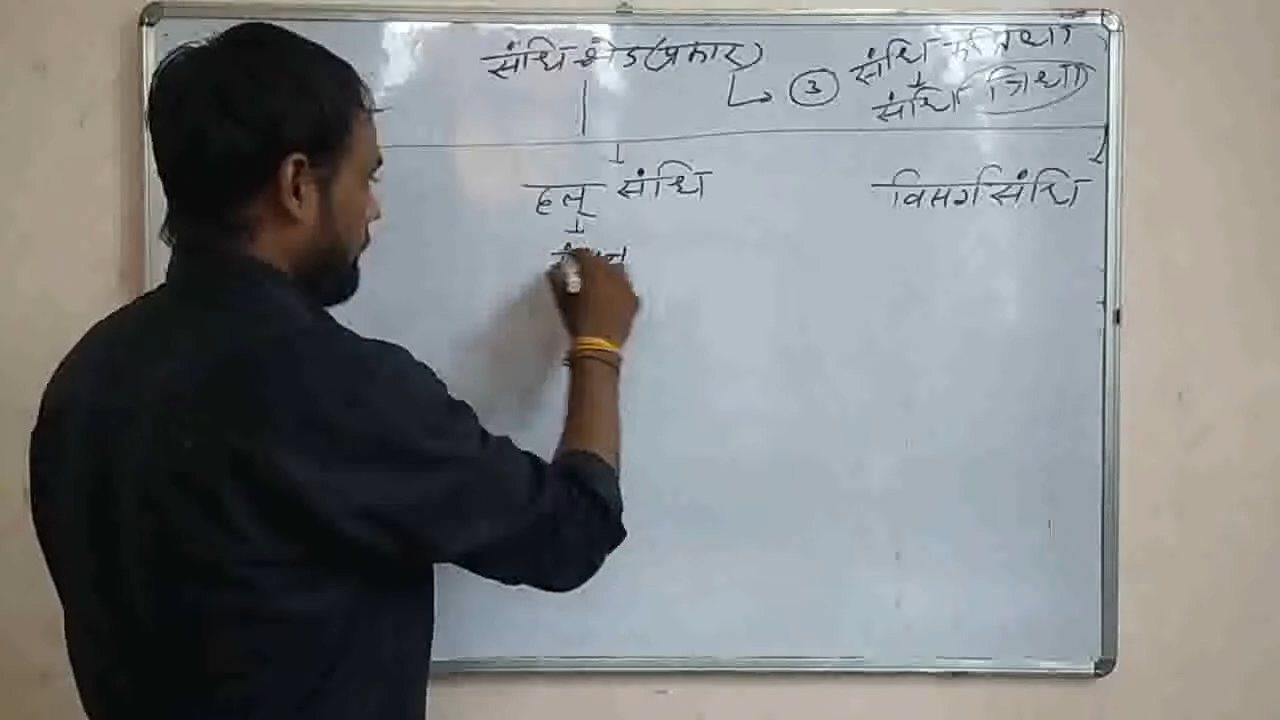 संधि भेद (प्रकार)
③
संधि
संधि त्रिधा
हल् संधि
विसर्ग संधि